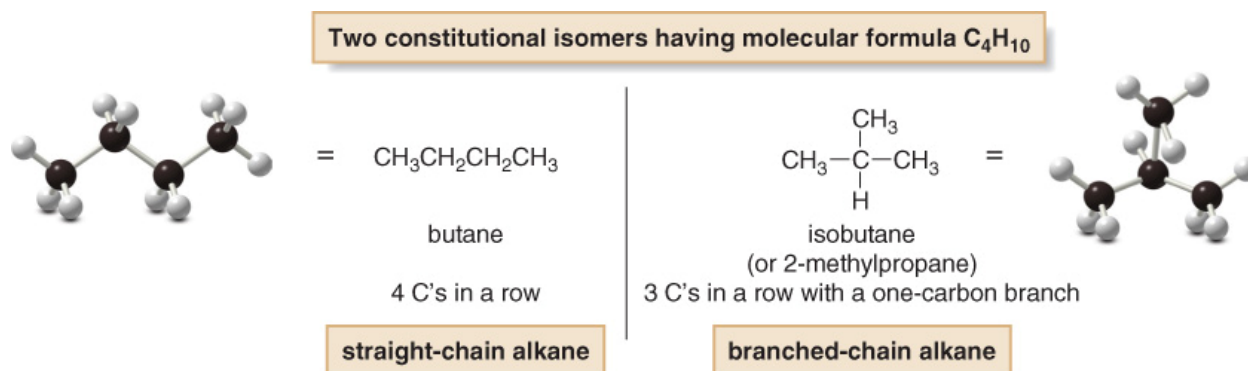 Two constitutional isomers having molecular formula C₄H₁₀
= CH₃CH₂CH₂CH₃
butane
4 C's in a row
straight-chain alkane
CH₃
CH₃–C–CH₃ =
H
isobutane
(or 2-methylpropane)
3 C's in a row with a one-carbon branch
branched-chain alkane